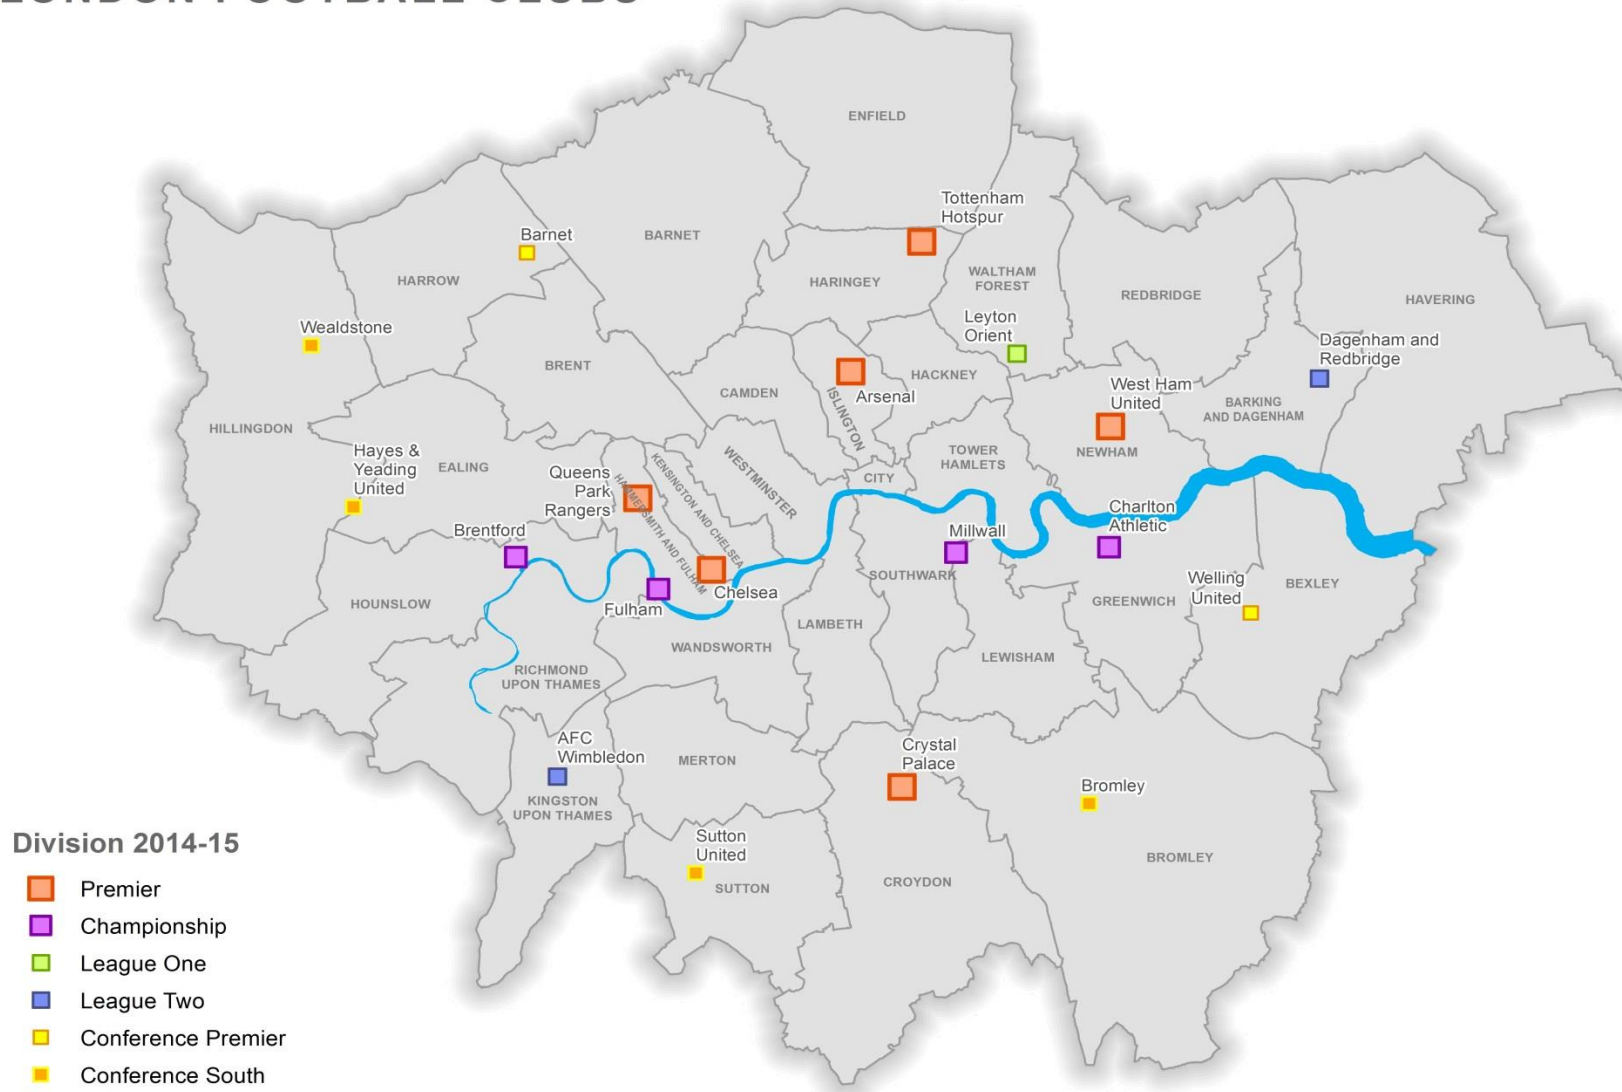 LONDON FOOTBALL CLUBS
ENFIELD
Tottenham
Hotspur
Barnet
BARNET
HARROW
HARINGEY
WALTHAM
FOREST
REDBRIDGE
HAVERING
Wealdstone
Leyton
Orient
Dagenham and
Redbridge
BRENT
CAMDEN
ISLINGTON
Arsenal
HACKNEY
West Ham
United
BARKING
AND DAGENHAM
HILLINGDON
Hayes &
Yeading
United
EALING
Queens
Park
Rangers
HAMMERSMITH AND FULHAM
KENSINGTON AND CHELSEA
WESTMINSTER
CITY
TOWER
HAMLETS
NEWHAM
Brentford
Millwall
Charlton
Athletic
HOUNSLOW
Fulham
Chelsea
SOUTHWARK
Welling
United
BEXLEY
GREENWICH
LAMBETH
WANDSWORTH
LEWISHAM
RICHMOND
UPON THAMES
AFC
Wimbledon
MERTON
Crystal
Palace
Bromley
KINGSTON
UPON THAMES
Sutton
United
SUTTON
CROYDON
BROMLEY
Division 2014-15
Premier
Championship
League One
League Two
Conference Premier
Conference South